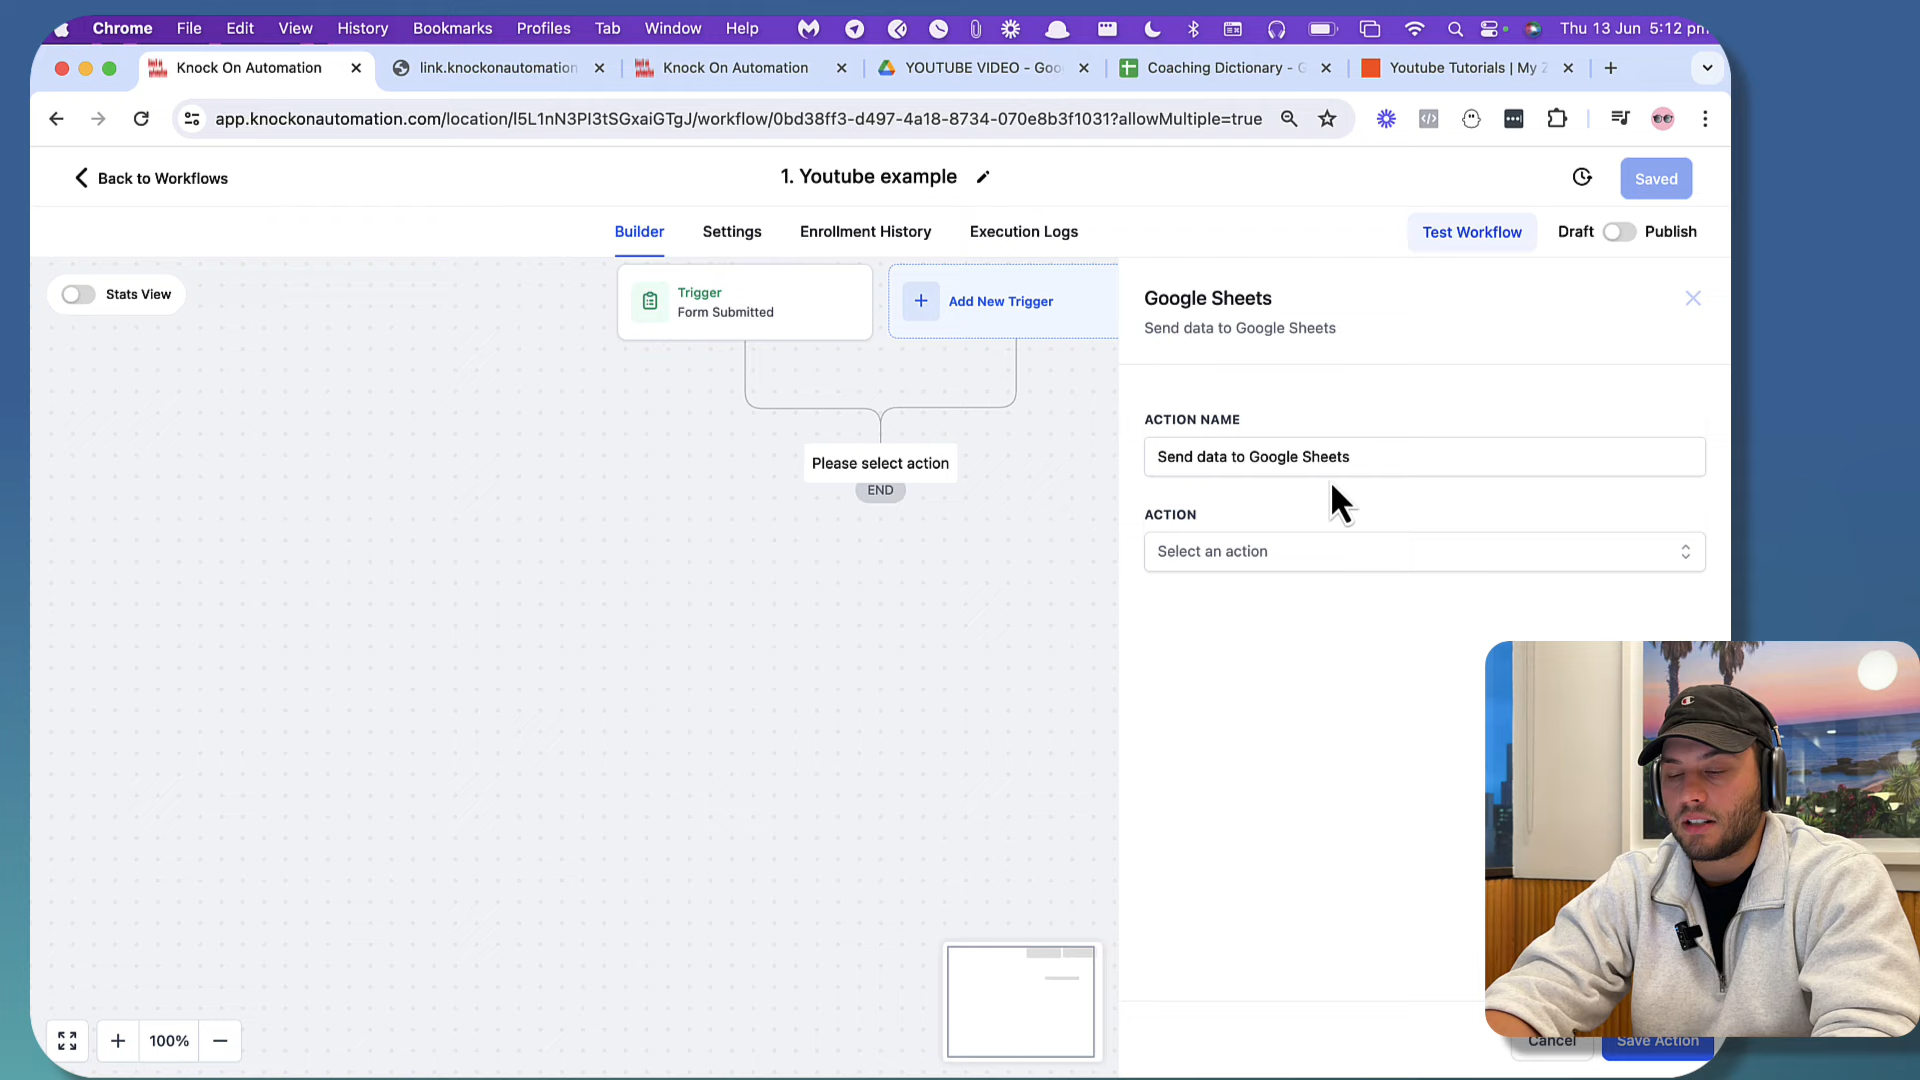 Chrome File Edit View History Bookmarks Profiles Tab Window Help Thu 13 Jun 5:12 pm
Knock On Automation link.knockonautomation Knock On Automation YOUTUBE VIDEO - Goo Coaching Dictionary - G Youtube Tutorials | My Z
app.knockonautomation.com/location/l5L1nN3PI3tSGxaiGTgJ/workflow/0bd38ff3-d497-4a18-8734-070e8b3f1031?allowMultiple=true
Back to Workflows 1. Youtube example Saved
Builder Settings Enrollment History Execution Logs Test Workflow Draft Publish
Stats View
Trigger
Form Submitted
Add New Trigger
Please select action
END
Google Sheets
Send data to Google Sheets
ACTION NAME
Send data to Google Sheets
ACTION
Select an action
100%
Cancel Save Action